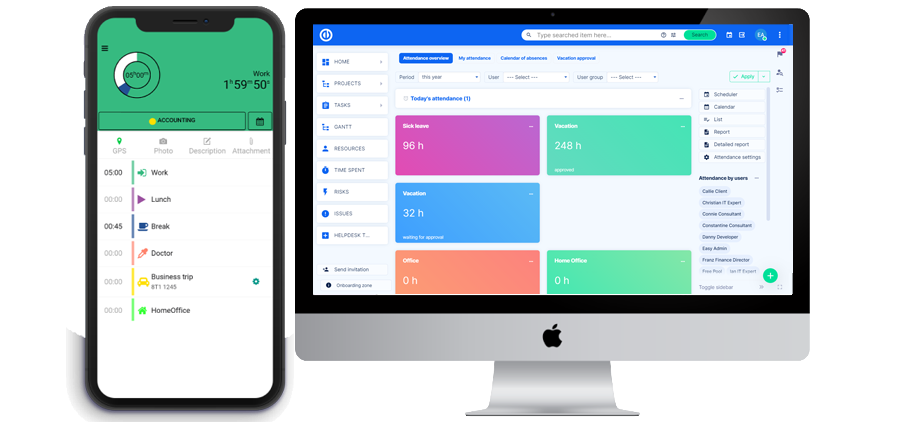 05h00m
Work
1h50m50s
ACCOUNTING
GPS
Photo
Description
Attachment
05:00 Work
00:00 Lunch
00:45 Break
00:00 Doctor
00:00 Business trip
8T1 1245
00:00 HomeOffice
Type searched item here...
Search
EA
HOME
PROJECTS
TASKS
GANTT
RESOURCES
TIME SPENT
RISKS
ISSUES
HELPDESK T...
Send invitation
Onboarding zone
Attendance overview
My attendance
Calendar of absences
Vacation approval
Period this year User --- Select --- User group --- Select ---
Apply
Today's attendance (1)
Sick leave
96 h
Vacation
248 h
approved
Vacation
32 h
waiting for approval
Office
0 h
Home Office
0 h
Scheduler
Calendar
List
Report
Detailed report
Attendance settings
Attendance by users
Callie Client
Christian IT Expert
Connie Consultant
Constantine Consultant
Danny Developer
Easy Admin
Franz Finance Director
Ian IT Expert
Toggle sidebar